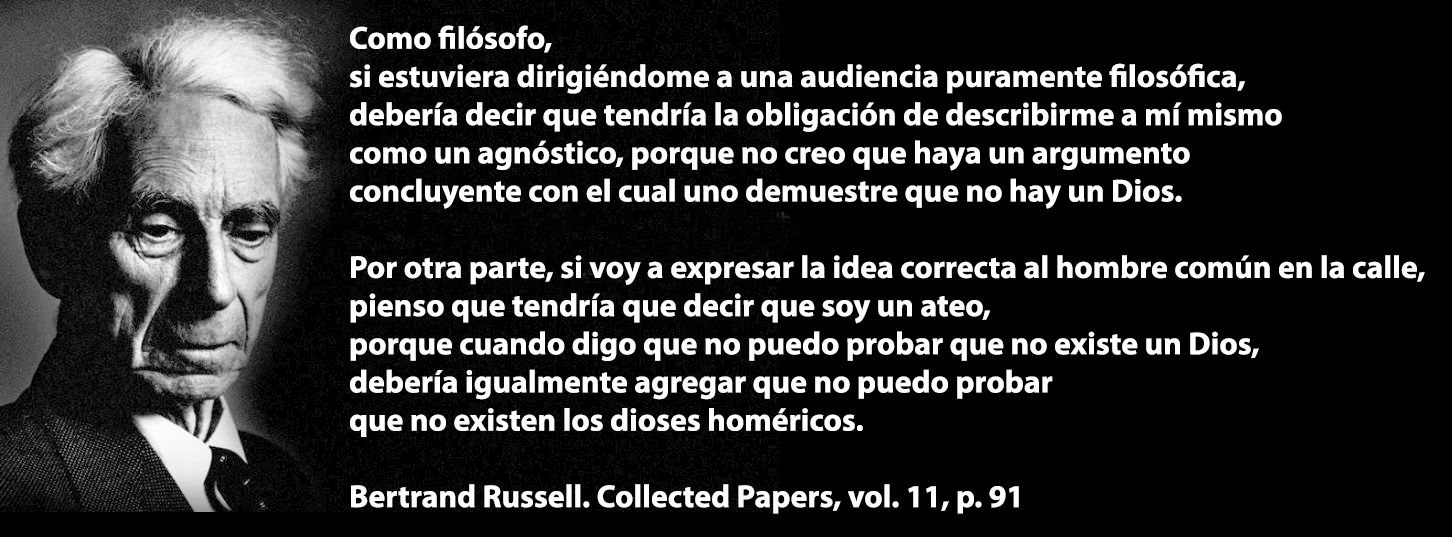 Como filósofo,
si estuviera dirigiéndome a una audiencia puramente filosófica,
debería decir que tendría la obligación de describirme a mí mismo
como un agnóstico, porque no creo que haya un argumento
concluyente con el cual uno demuestre que no hay un Dios.
Por otra parte, si voy a expresar la idea correcta al hombre común en la calle,
pienso que tendría que decir que soy un ateo,
porque cuando digo que no puedo probar que no existe un Dios,
debería igualmente agregar que no puedo probar
que no existen los dioses homéricos.
Bertrand Russell. Collected Papers, vol. 11, p. 91